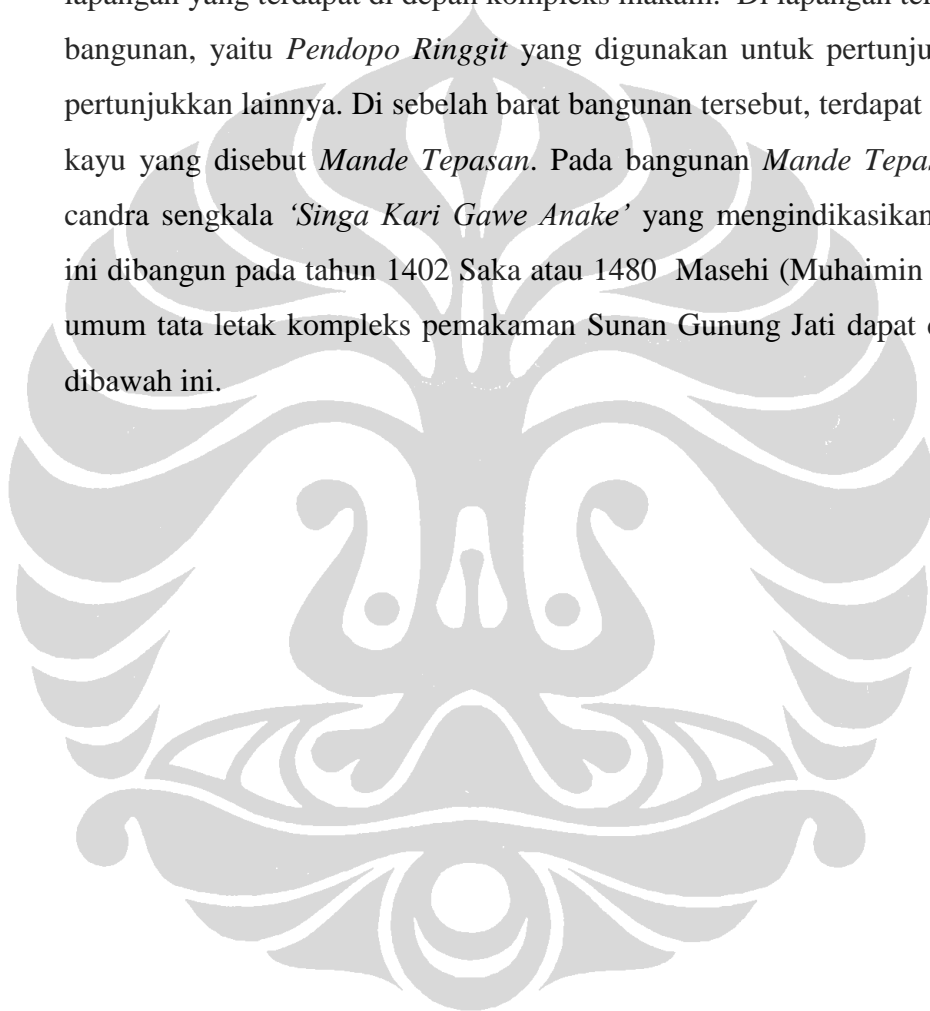 lapangan yang terdapat di depan kompleks makam. Di lapangan ter
bangunan, yaitu Pendopo Ringgit yang digunakan untuk pertunju
pertunjukkan lainnya. Di sebelah barat bangunan tersebut, terdapat
kayu yang disebut Mande Tepasan. Pada bangunan Mande Tepa
candra sengkala ‘Singa Kari Gawe Anake’ yang mengindikasikan
ini dibangun pada tahun 1402 Saka atau 1480 Masehi (Muhaimin
umum tata letak kompleks pemakaman Sunan Gunung Jati dapat
dibawah ini.